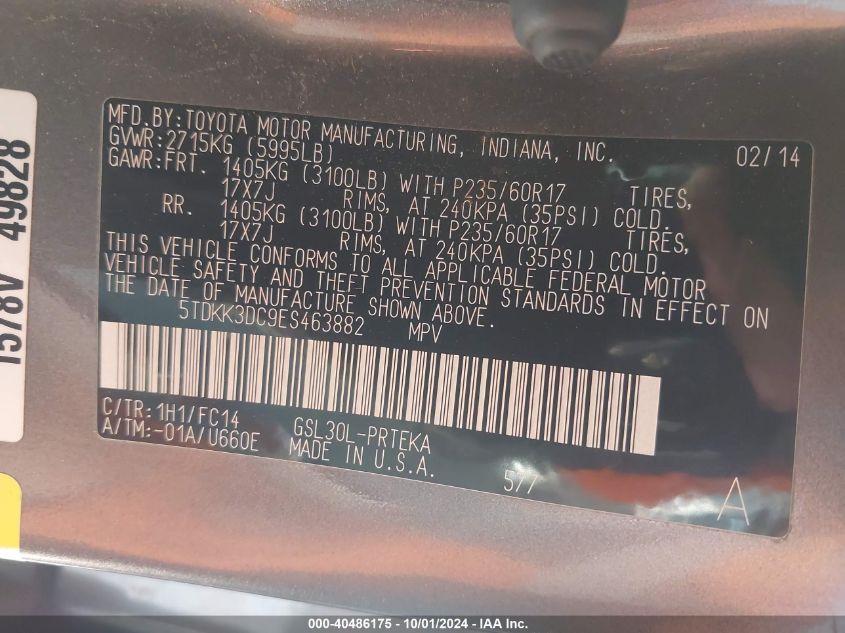 MFD.BY:TOYOTA MOTOR MANUFACTURING, INDIANA, INC. 02/14
GVWR:2715KG (5995LB)
GAWR:FRT. 1405KG (3100LB) WITH P235/60R17 TIRES,
17X7J RIMS, AT 240KPA (35PSI) COLD.
RR. 1405KG (3100LB) WITH P235/60R17 TIRES,
17X7J RIMS, AT 240KPA (35PSI) COLD.
THIS VEHICLE CONFORMS TO ALL APPLICABLE FEDERAL MOTOR
VEHICLE SAFETY AND THEFT PREVENTION STANDARDS IN EFFECT ON
THE DATE OF MANUFACTURE SHOWN ABOVE.
5TDKK3DC9ES463882 MPV
C/TR:1H1/FC14 GSL30L-PRTEKA
A/TM:-01A/U660E MADE IN U.S.A.
577 A
1578V 49828
000-40486175 - 10/01/2024 - IAA Inc.